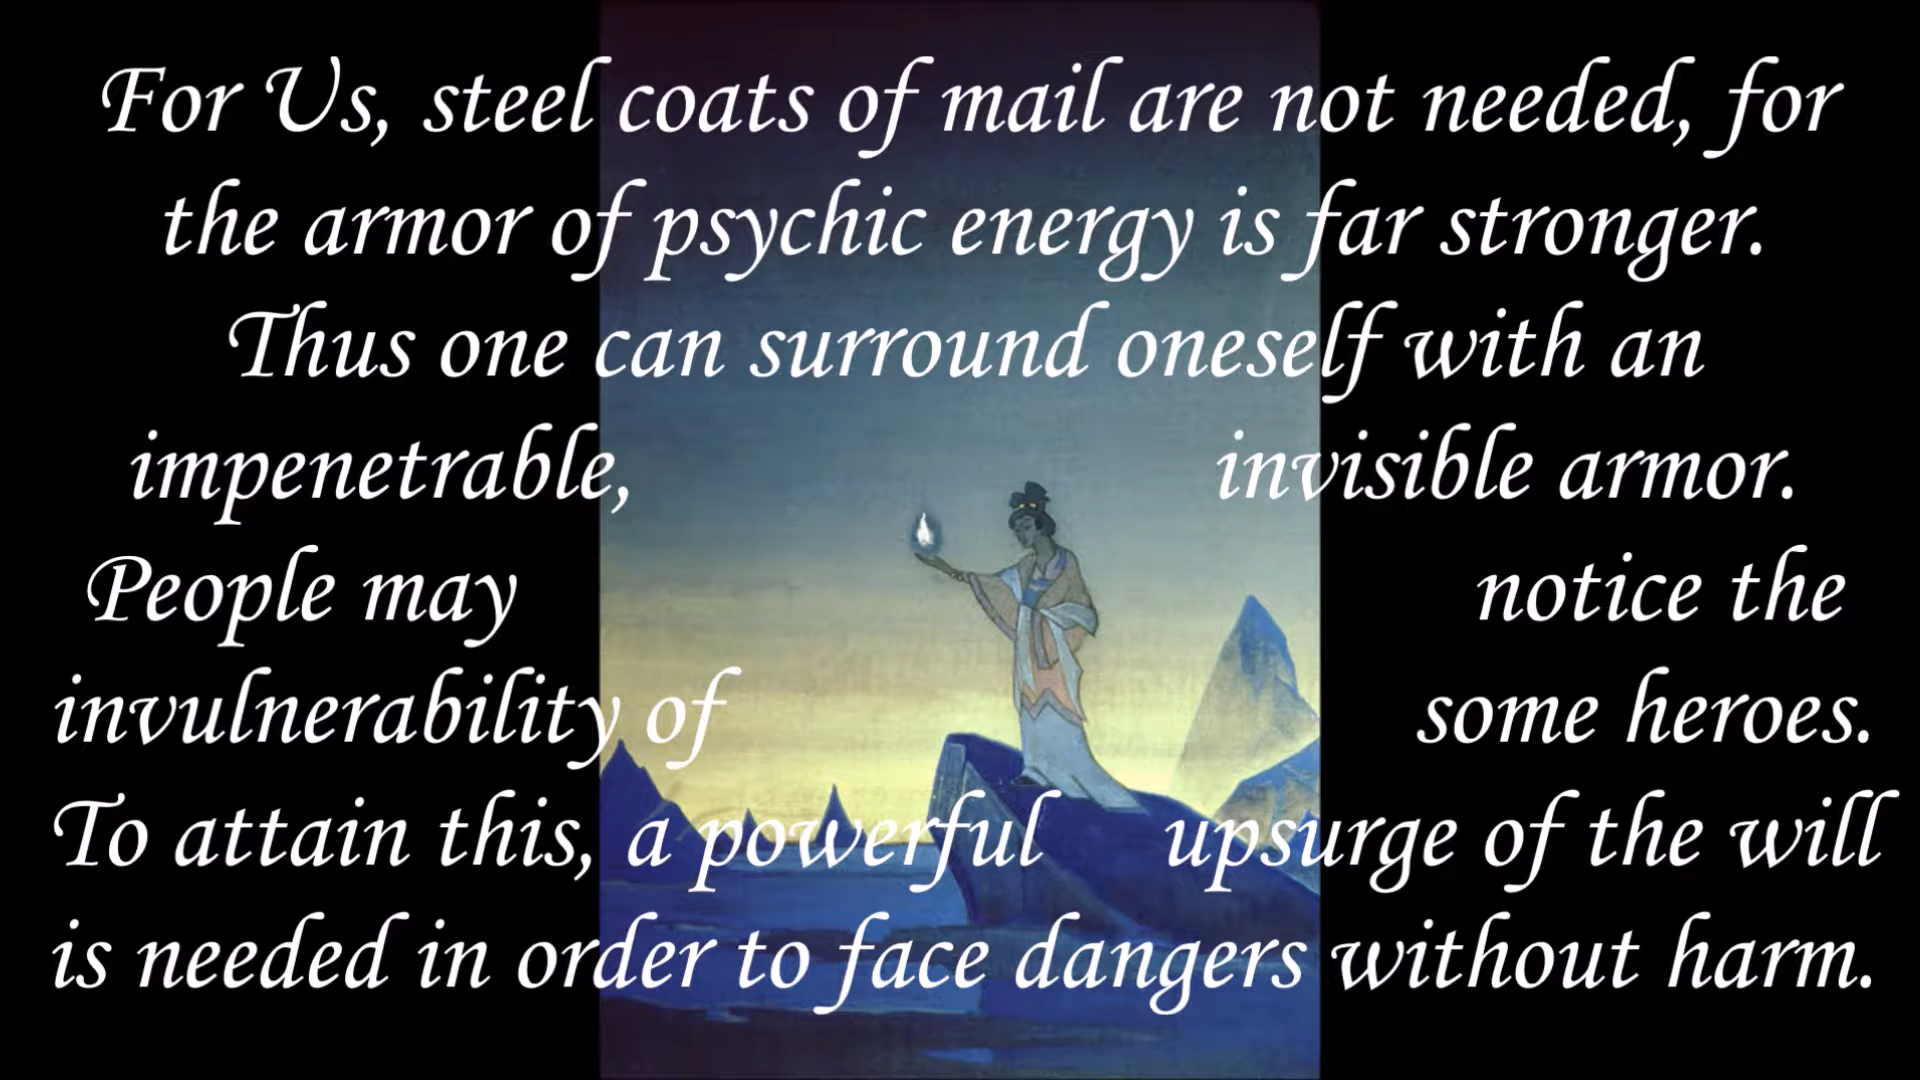 For Us, steel coats of mail are not needed, for
the armor of psychic energy is far stronger.
Thus one can surround oneself with an
impenetrable, invisible armor.
People may notice the
invulnerability of some heroes.
To attain this, a powerful upsurge of the will
is needed in order to face dangers without harm.